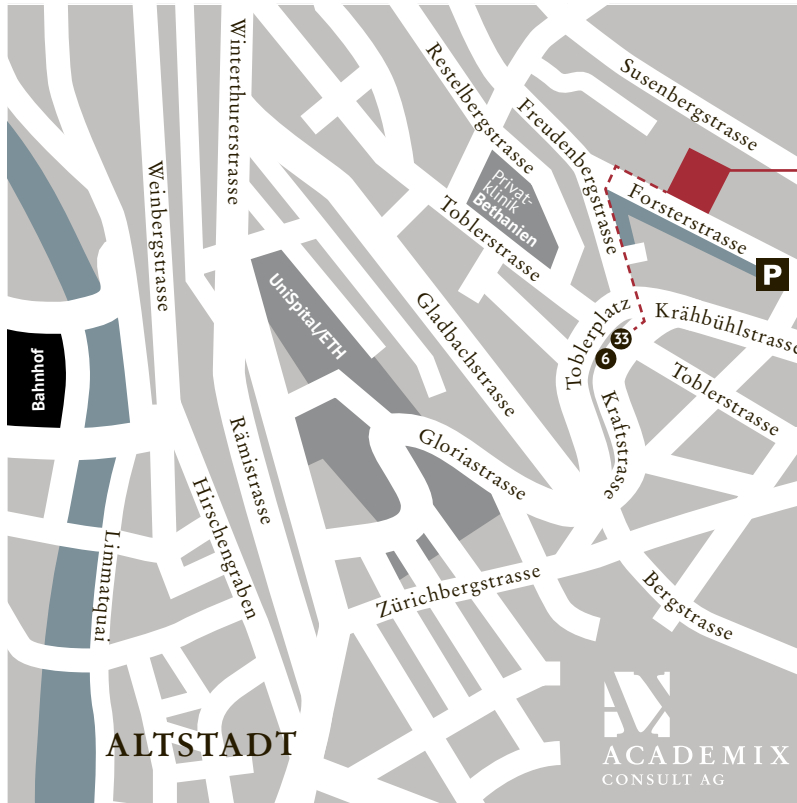 Winterthurerstrasse
Restelbergstrasse
Susenbergstrasse
Freudenbergstrasse
Weinbergstrasse
Privat-
klinik
Bethanien
Toblerstrasse
Forsterstrasse
P
UniSpital/ETH
Gladbachstrasse
Toblerplatz
Krähbühlstrasse
33
6
Bahnhof
Toblerstrasse
Kraftstrasse
Rämistrasse
Gloriastrasse
Hirschengraben
Limmatquai
Zürichbergstrasse
Bergstrasse
ALTSTADT
AX
ACADEMIX
CONSULT AG